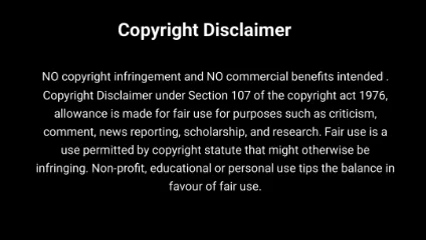 Copyright Disclaimer
NO copyright infringement and NO commercial benefits intended .
Copyright Disclaimer under Section 107 of the copyright act 1976,
allowance is made for fair use for purposes such as criticism,
comment, news reporting, scholarship, and research. Fair use is a
use permitted by copyright statute that might otherwise be
infringing. Non-profit, educational or personal use tips the balance in
favour of fair use.